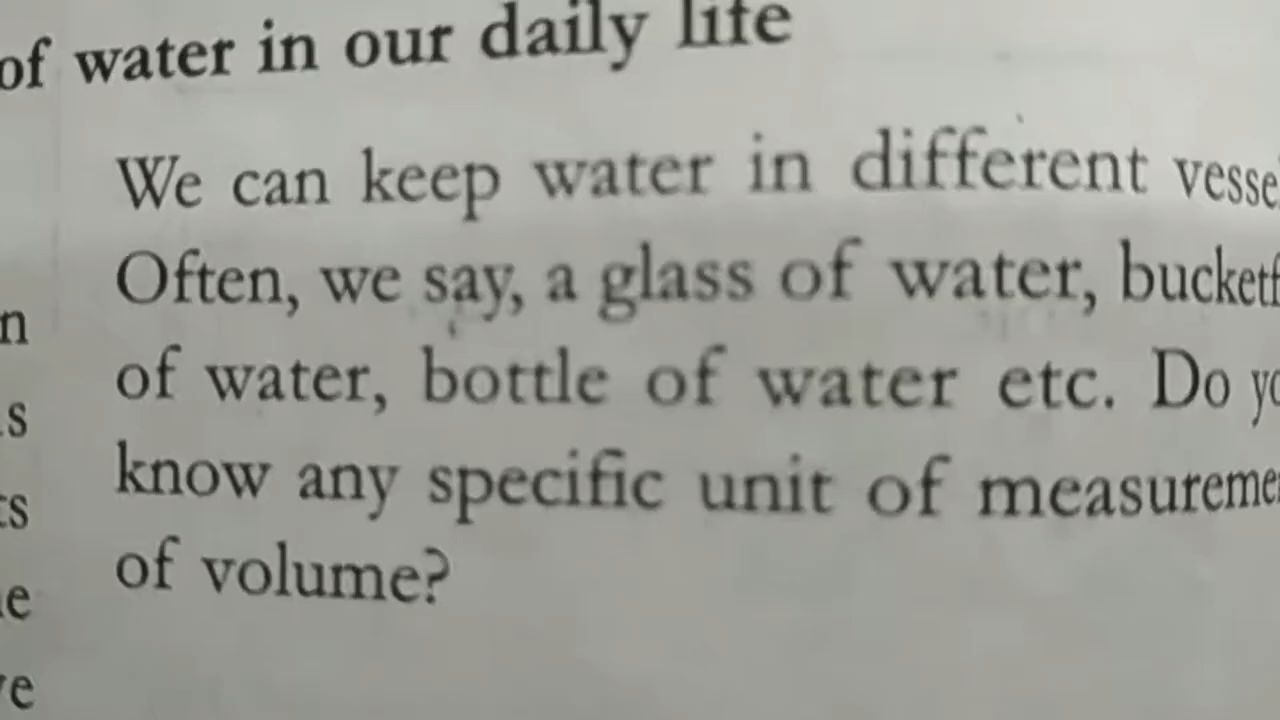 of water in our daily life
We can keep water in different
Often, we say, a glass of water,
of water, bottle of water etc. Do
know any specific unit of
of volume?